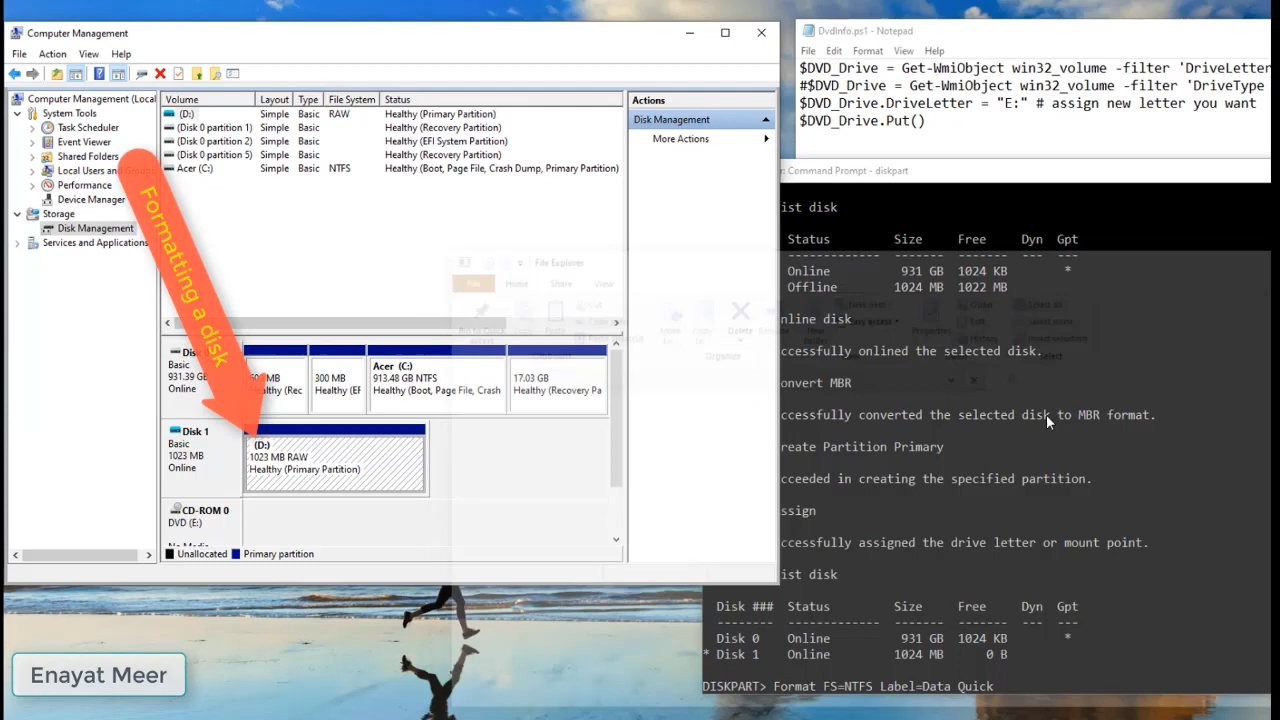 Computer Management
File Action View Help
Computer Management (Local
System Tools
Task Scheduler
Event Viewer
Shared Folders
Local Users and Groups
Performance
Device Manager
Storage
Disk Management
Services and Applications
Volume Layout Type File System Status
(D:) Simple Basic RAW Healthy (Primary Partition)
(Disk 0 partition 1) Simple Basic Healthy (Recovery Partition)
(Disk 0 partition 2) Simple Basic Healthy (EFI System Partition)
(Disk 0 partition 5) Simple Basic Healthy (Recovery Partition)
Acer (C:) Simple Basic NTFS Healthy (Boot, Page File, Crash Dump, Primary Partition)
Actions
Disk Management
More Actions
Formatting a disk
Basic
931.39
Online
MB
Healthy (Rec
300 MB
Healthy (EF
Acer (C:)
913.48 GB NTFS
Healthy (Boot, Page File, Crash
17.03 GB
Healthy (Recovery Pa
Disk 1
Basic
1023 MB
Online
(D:)
1023 MB RAW
Healthy (Primary Partition)
CD-ROM 0
DVD (E:)
Unallocated Primary partition
DvdInfo.ps1 - Notepad
File Edit Format View Help
$DVD_Drive = Get-WmiObject win32_volume -filter 'DriveLetter
#$DVD_Drive = Get-WmiObject win32_volume -filter 'DriveType
$DVD_Drive.DriveLetter = "E:" # assign new letter you want
$DVD_Drive.Put()
: Command Prompt - diskpart
ist disk
Status Size Free Dyn Gpt
------------- ------- ------- --- ---
Online 931 GB 1024 KB *
Offline 1024 MB 1022 MB
nline disk
ccessfully onlined the selected disk.
onvert MBR
ccessfully converted the selected disk to MBR format.
reate Partition Primary
cceeded in creating the specified partition.
ssign
ccessfully assigned the drive letter or mount point.
ist disk
Disk ### Status Size Free Dyn Gpt
-------- ------------- ------- ------- --- ---
Disk 0 Online 931 GB 1024 KB *
* Disk 1 Online 1024 MB 0 B
DISKPART> Format FS=NTFS Label=Data Quick
File Explorer
File Home Share View
Enayat Meer